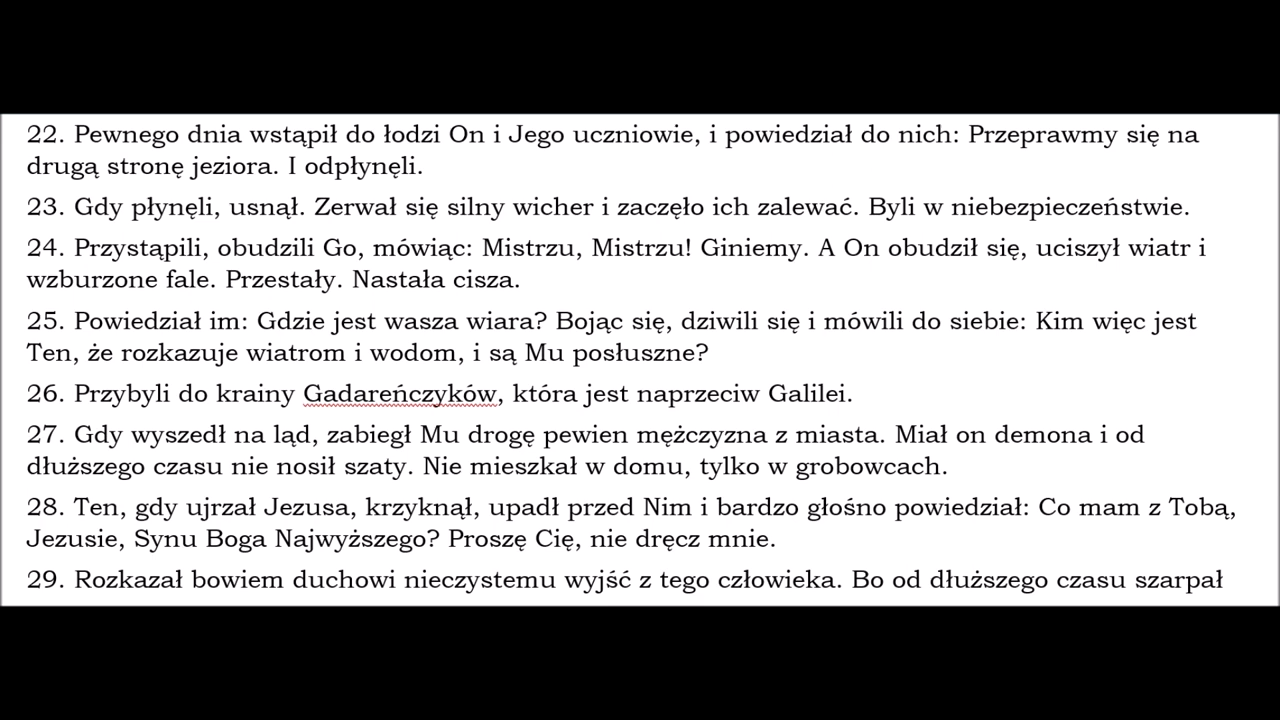 22. Pewnego dnia wstąpił do łodzi On i Jego uczniowie, i powiedział do nich: Przeprawmy się na
drugą stronę jeziora. I odpłynęli.
23. Gdy płynęli, usnął. Zerwał się silny wicher i zaczęło ich zalewać. Byli w niebezpieczeństwie.
24. Przystąpili, obudzili Go, mówiąc: Mistrzu, Mistrzu! Giniemy. A On obudził się, uciszył wiatr i
wzburzone fale. Przestały. Nastała cisza.
25. Powiedział im: Gdzie jest wasza wiara? Bojąc się, dziwili się i mówili do siebie: Kim więc jest
Ten, że rozkazuje wiatrom i wodom, i są Mu posłuszne?
26. Przybyli do krainy Gadareńczyków, która jest naprzeciw Galilei.
27. Gdy wyszedł na ląd, zabiegł Mu drogę pewien mężczyzna z miasta. Miał on demona i od
dłuższego czasu nie nosił szaty. Nie mieszkał w domu, tylko w grobowcach.
28. Ten, gdy ujrzał Jezusa, krzyknął, upadł przed Nim i bardzo głośno powiedział: Co mam z Tobą,
Jezusie, Synu Boga Najwyższego? Proszę Cię, nie dręcz mnie.
29. Rozkazał bowiem duchowi nieczystemu wyjść z tego człowieka. Bo od dłuższego czasu szarpał